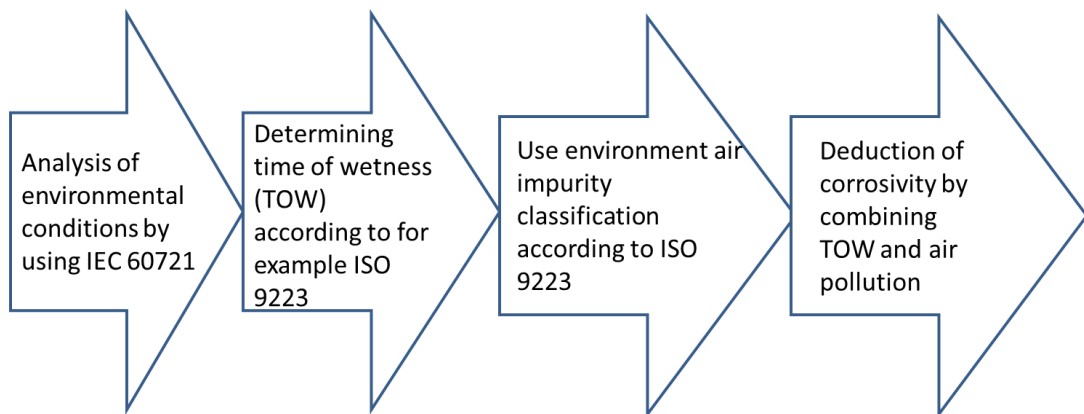 Analysis of
environmental
conditions by
using IEC 60721
Determining
time of wetness
(TOW)
according to for
example ISO
9223
Use environment air
impurity
classification
according to ISO
9223
Deduction of
corrosivity by
combining
TOW and air
pollution